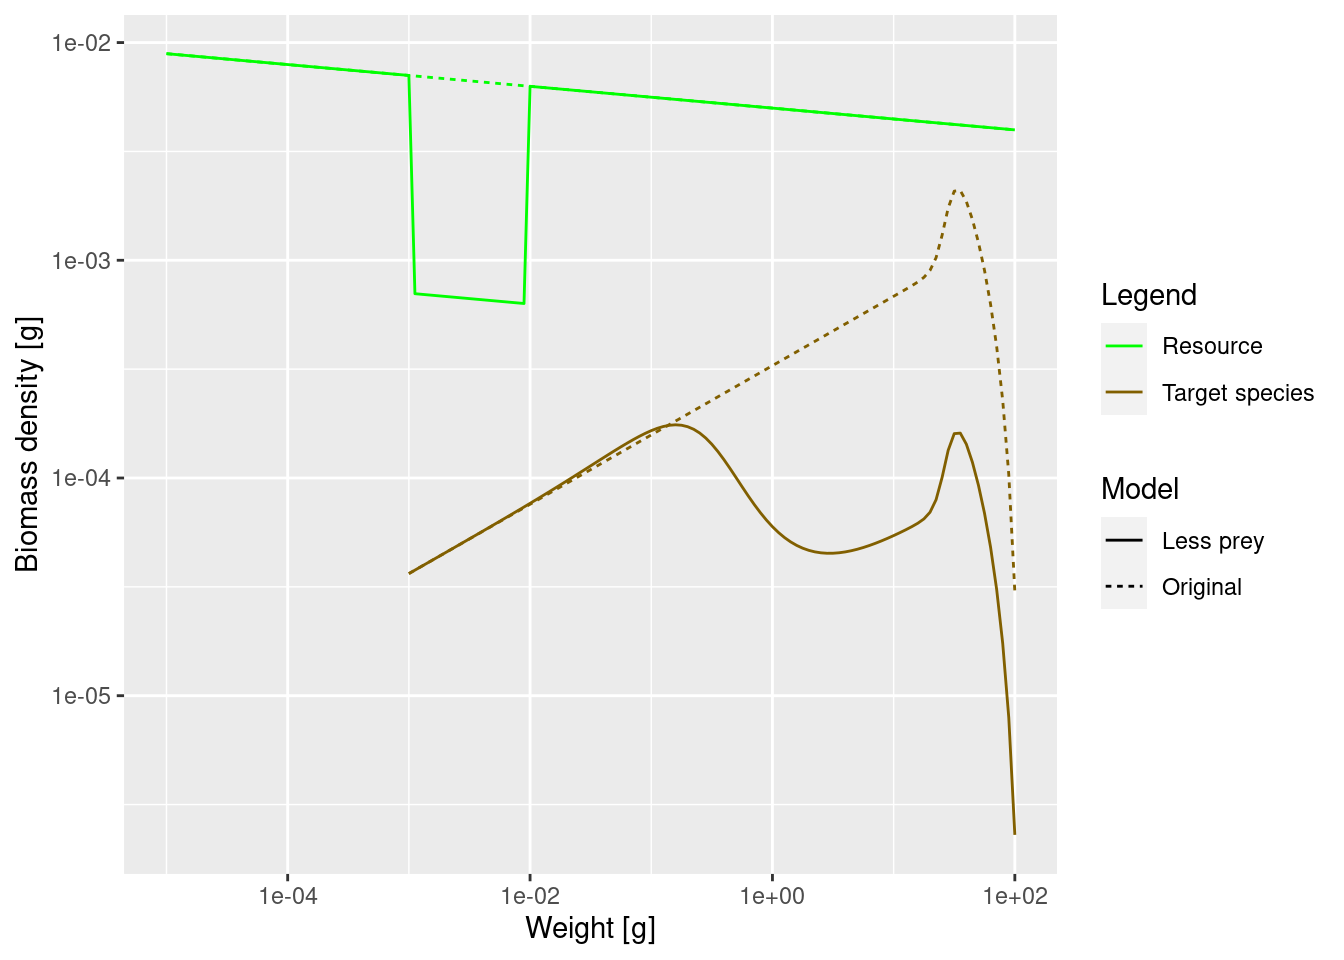 Biomass density [g]
1e-02
1e-03
1e-04
1e-05
1e-04 1e-02 1e+00 1e+02
Weight [g]
Legend
Resource
Target species
Model
Less prey
Original